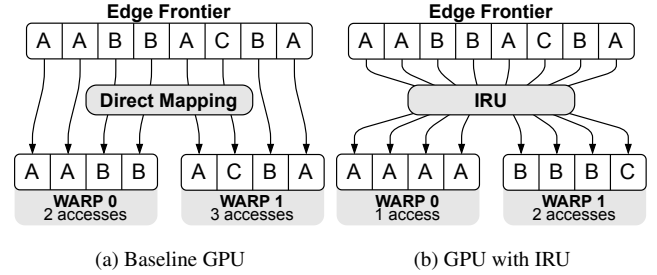 Edge Frontier
A A B B A C B A
Direct Mapping
A A B B
A C B A
WARP 0
2 accesses
WARP 1
3 accesses
(a) Baseline GPU
Edge Frontier
A A B B A C B A
IRU
A A A A
B B B C
WARP 0
1 access
WARP 1
2 accesses
(b) GPU with IRU